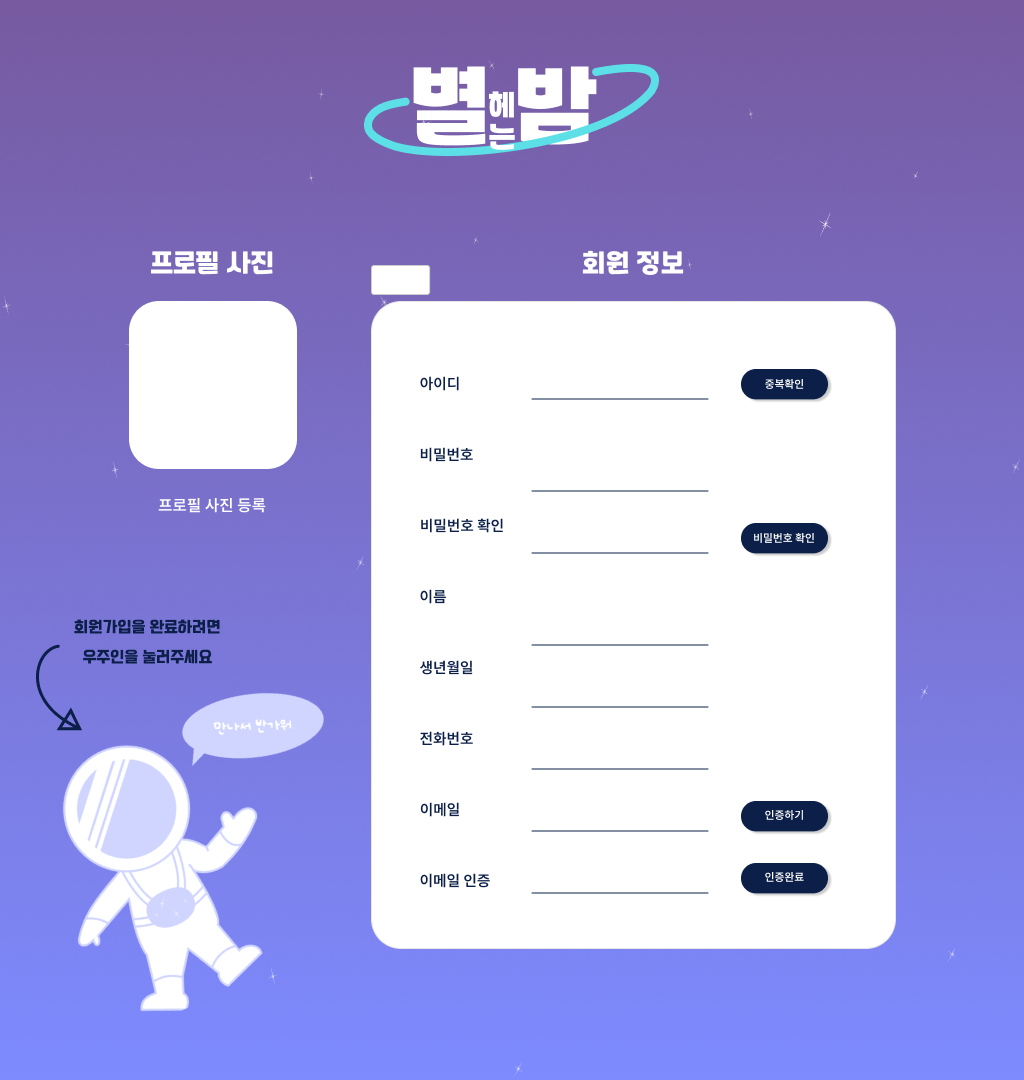 별 헤는 밤
프로필 사진
회원 정보
아이디
중복확인
비밀번호
프로필 사진 등록
비밀번호 확인
비밀번호 확인
이름
회원가입을 완료하려면
우주인을 눌러주세요
생년월일
만나서 반가워
전화번호
이메일
인증하기
이메일 인증
인증완료